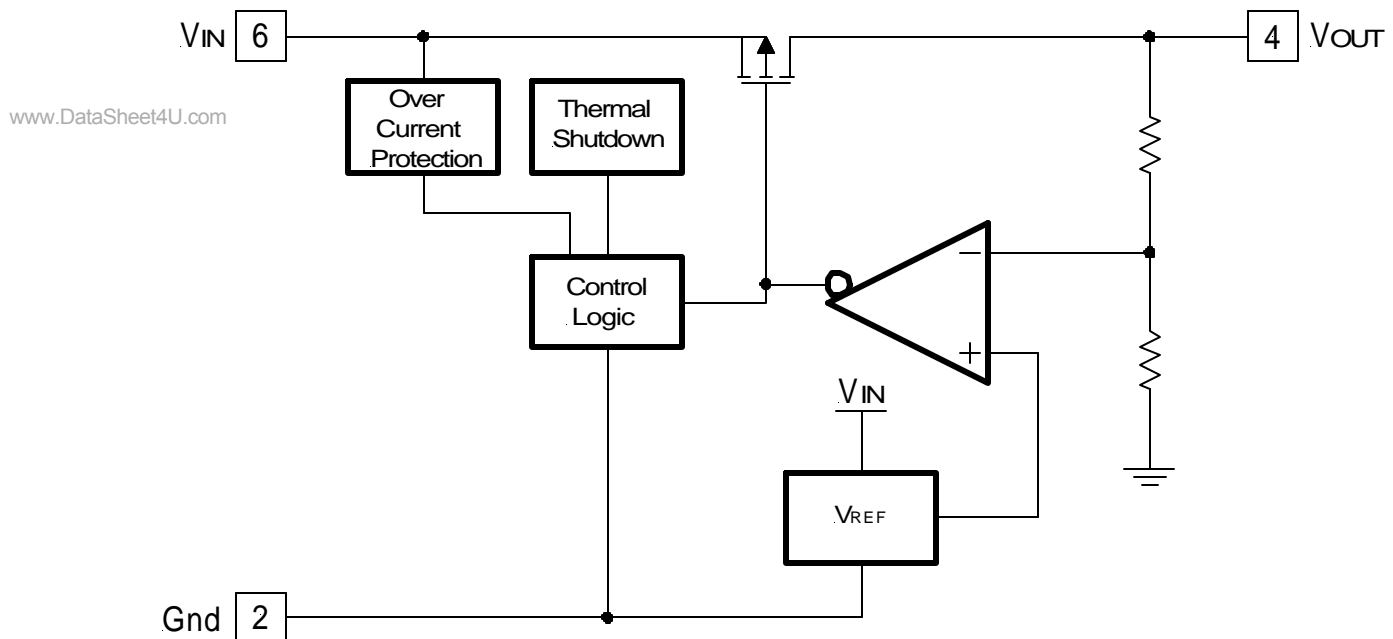 VIN 6
4 VOUT
www.DataSheet4U.com
Over
Current
Protection
Thermal
Shutdown
Control
Logic
−
+
VIN
VREF
Gnd 2